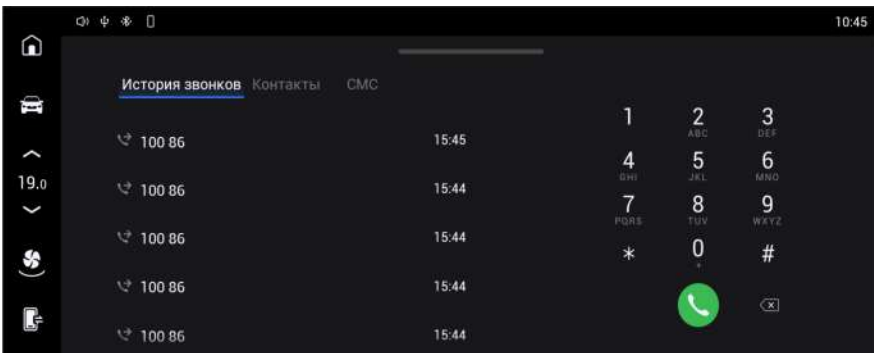 10:45
История звонков Контакты СМС
100 86 15:45
100 86 15:44
100 86 15:44
100 86 15:44
100 86 15:44
19.0
1 2 3
ABC DEF
4 5 6
GHI JKL MNO
7 8 9
PQRS TUV WXYZ
* 0 #
+